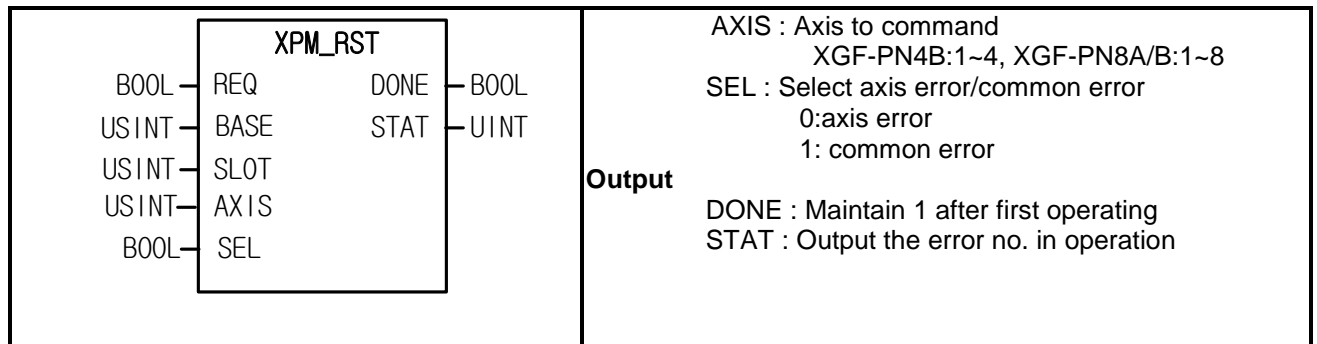 XPM_RST
BOOL REQ DONE BOOL
USINT BASE STAT UINT
USINT SLOT
USINT AXIS
BOOL SEL
AXIS : Axis to command
XGF-PN4B:1~4, XGF-PN8A/B:1~8
SEL : Select axis error/common error
0:axis error
1: common error
Output
DONE : Maintain 1 after first operating
STAT : Output the error no. in operation